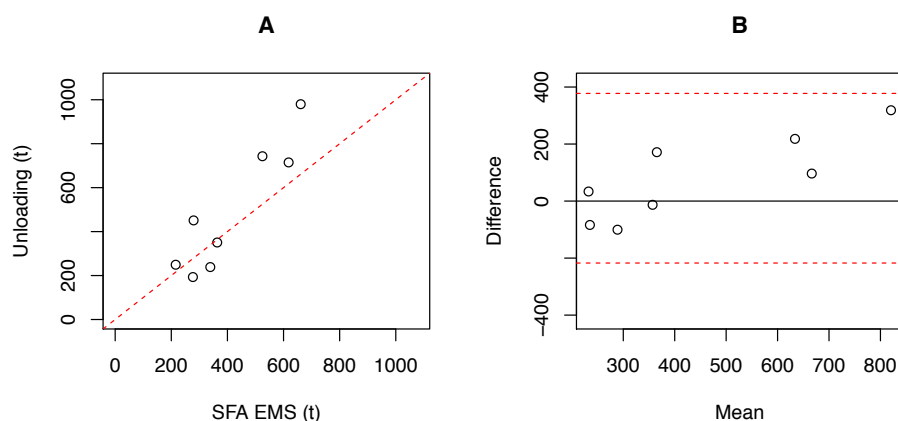 A
Unloading (t)
1000
600
200
0
0 200 400 600 800 1000
SFA EMS (t)
B
Difference
400
200
0
−400
300 400 500 600 700 800
Mean